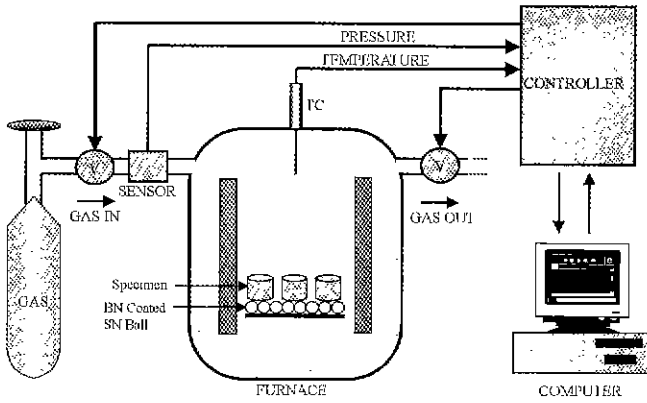 PRESSURE
TEMPERATURE
CONTROLLER
TC
V
V
SENSOR
GAS IN
GAS OUT
GAS
Specimen
BN Coated
SN Ball
FURNACE
COMPUTER